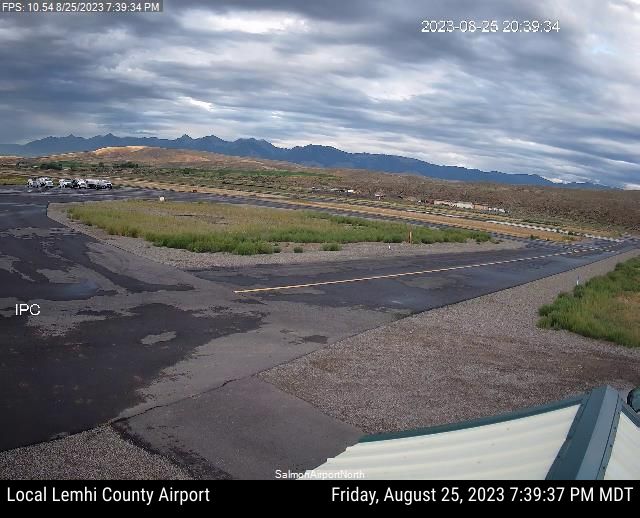 FPS: 10.54 8/25/2023 7:39:34 PM
2023-08-25 20:39:34
IPC
SalmonAirportNorth
Local Lemhi County Airport Friday, August 25, 2023 7:39:37 PM MDT